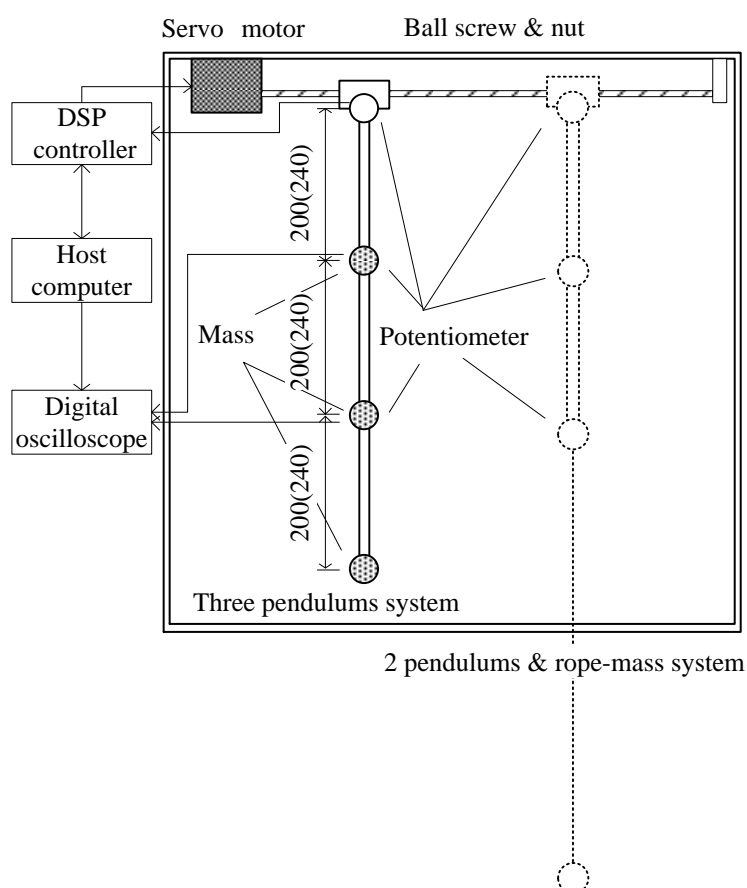 Servo motor
Ball screw & nut
DSP
controller
200(240)
Host
computer
Mass
200(240)
Potentiometer
Digital
oscilloscope
200(240)
Three pendulums system
2 pendulums & rope-mass system